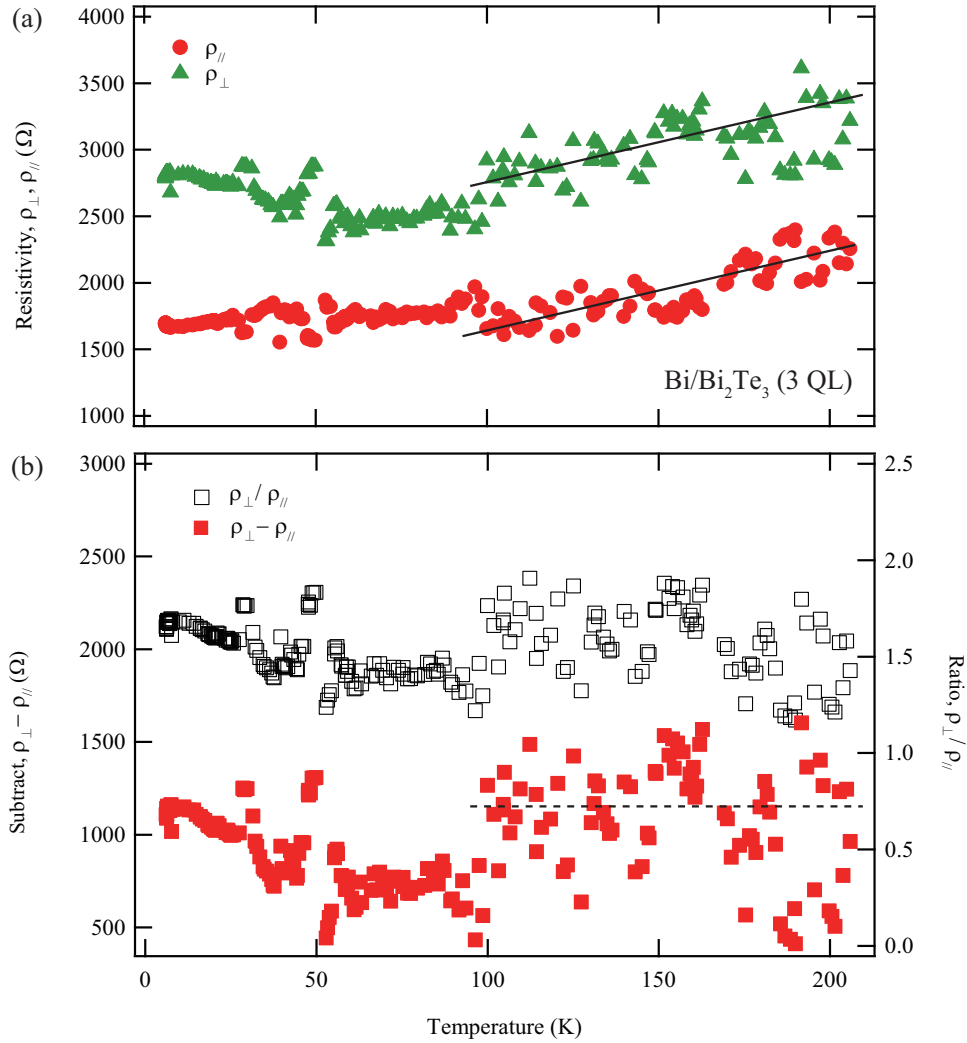 (a)
4000
3500
3000
2500
2000
1500
1000
Resistivity, ρ⊥, ρ// (Ω)
ρ//
ρ⊥
Bi/Bi₂Te₃ (3 QL)
(b)
3000
2500
2000
1500
1000
500
Subtract, ρ⊥ − ρ// (Ω)
ρ⊥ / ρ//
ρ⊥ − ρ//
2.5
2.0
1.5
1.0
0.5
0.0
Ratio, ρ⊥ / ρ//
0 50 100 150 200
Temperature (K)